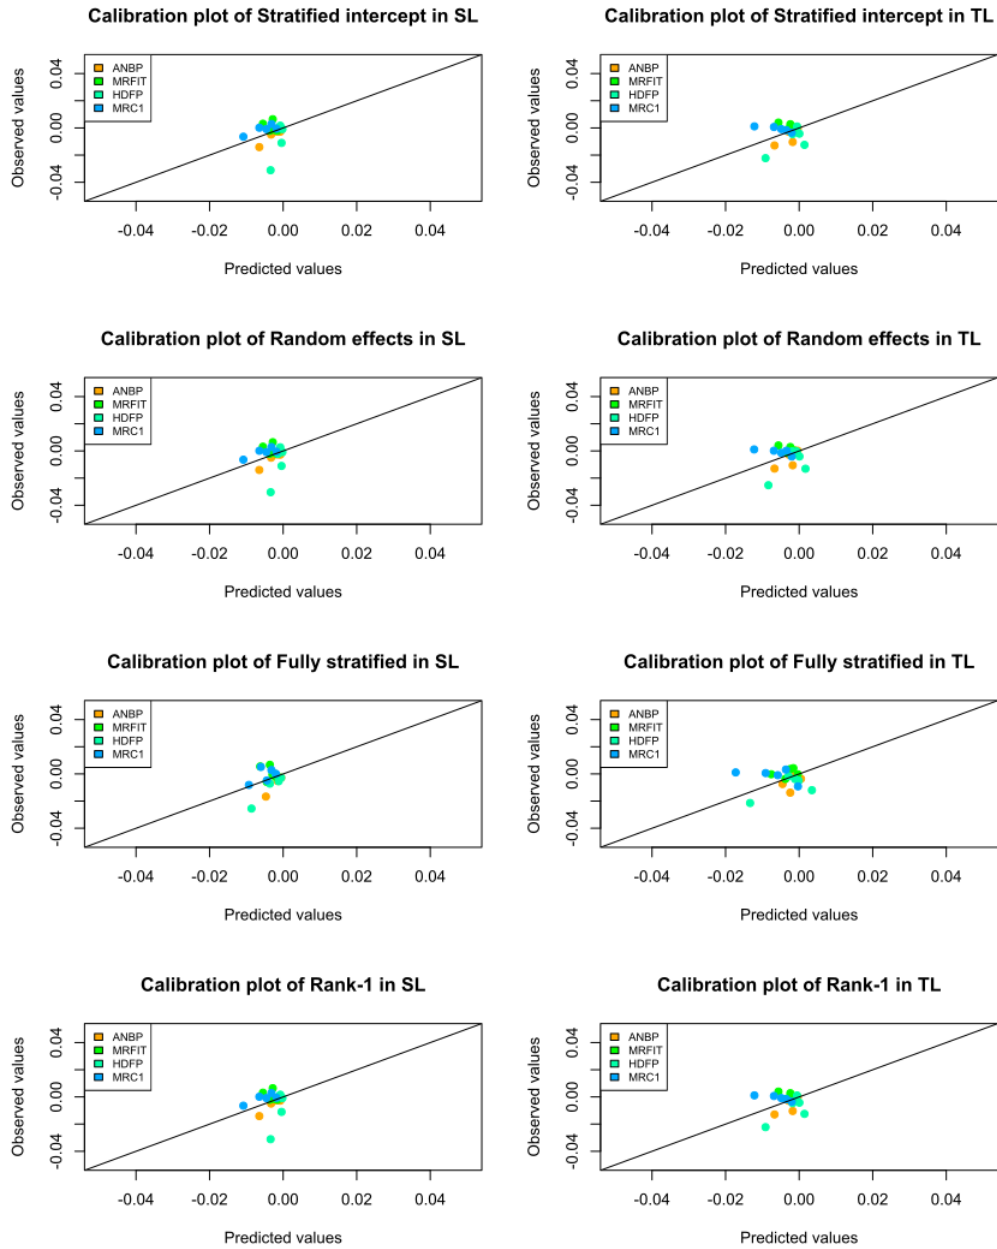 Calibration plot of Stratified intercept in SL
Observed values
0.04
0.00
-0.04
ANBP
MRFIT
HDFP
MRC1
-0.04 -0.02 0.00 0.02 0.04
Predicted values
Calibration plot of Stratified intercept in TL
Observed values
0.04
0.00
-0.04
ANBP
MRFIT
HDFP
MRC1
-0.04 -0.02 0.00 0.02 0.04
Predicted values
Calibration plot of Random effects in SL
Observed values
0.04
0.00
-0.04
ANBP
MRFIT
HDFP
MRC1
-0.04 -0.02 0.00 0.02 0.04
Predicted values
Calibration plot of Random effects in TL
Observed values
0.04
0.00
-0.04
ANBP
MRFIT
HDFP
MRC1
-0.04 -0.02 0.00 0.02 0.04
Predicted values
Calibration plot of Fully stratified in SL
Observed values
0.04
0.00
-0.04
ANBP
MRFIT
HDFP
MRC1
-0.04 -0.02 0.00 0.02 0.04
Predicted values
Calibration plot of Fully stratified in TL
Observed values
0.04
0.00
-0.04
ANBP
MRFIT
HDFP
MRC1
-0.04 -0.02 0.00 0.02 0.04
Predicted values
Calibration plot of Rank-1 in SL
Observed values
0.04
0.00
-0.04
ANBP
MRFIT
HDFP
MRC1
-0.04 -0.02 0.00 0.02 0.04
Predicted values
Calibration plot of Rank-1 in TL
Observed values
0.04
0.00
-0.04
ANBP
MRFIT
HDFP
MRC1
-0.04 -0.02 0.00 0.02 0.04
Predicted values